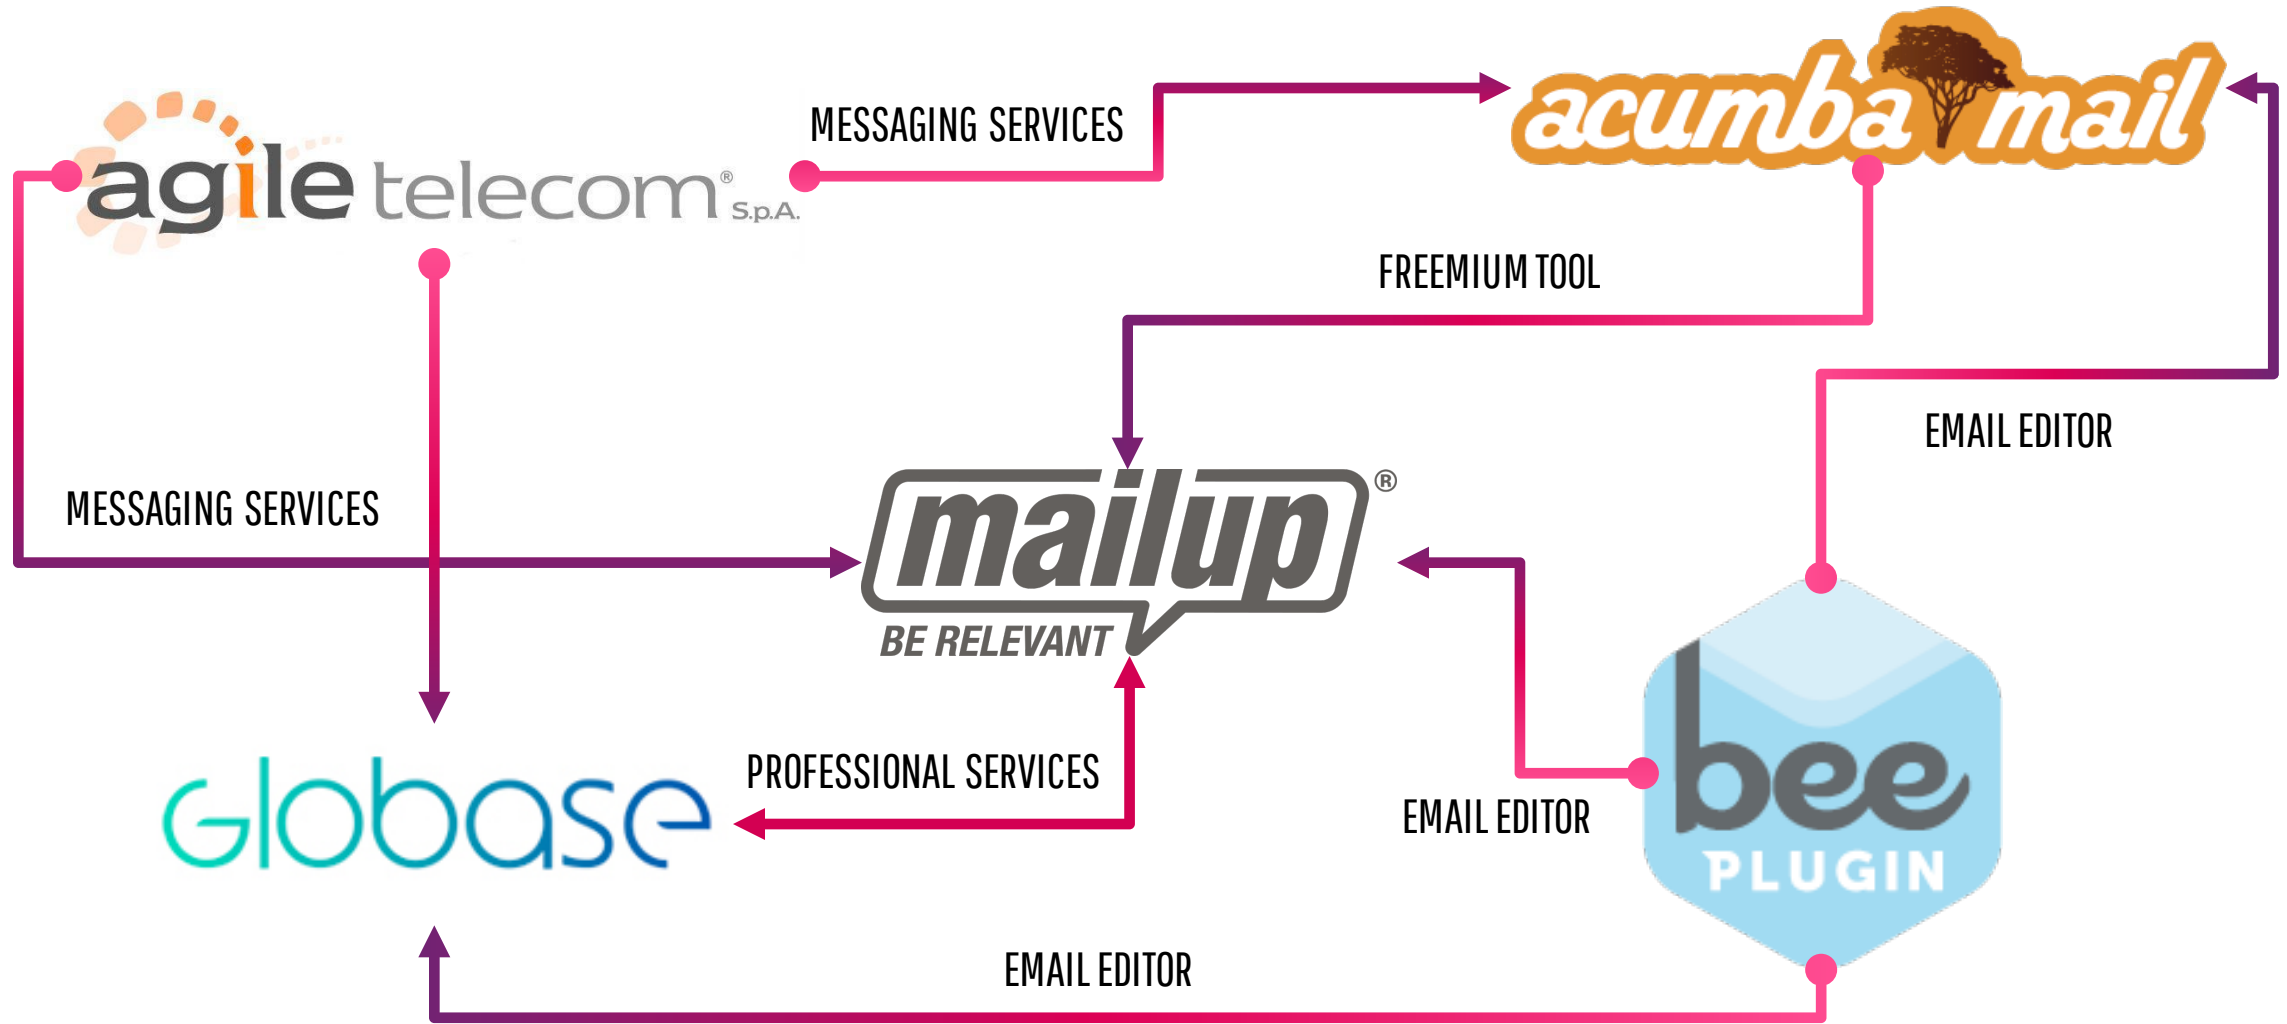 acumba mail
MESSAGING SERVICES
agile telecom®
S.p.A.
FREEMIUM TOOL
EMAIL EDITOR
MESSAGING SERVICES
mailup®
BE RELEVANT
PROFESSIONAL SERVICES
Globase
EMAIL EDITOR
bee
PLUGIN
EMAIL EDITOR